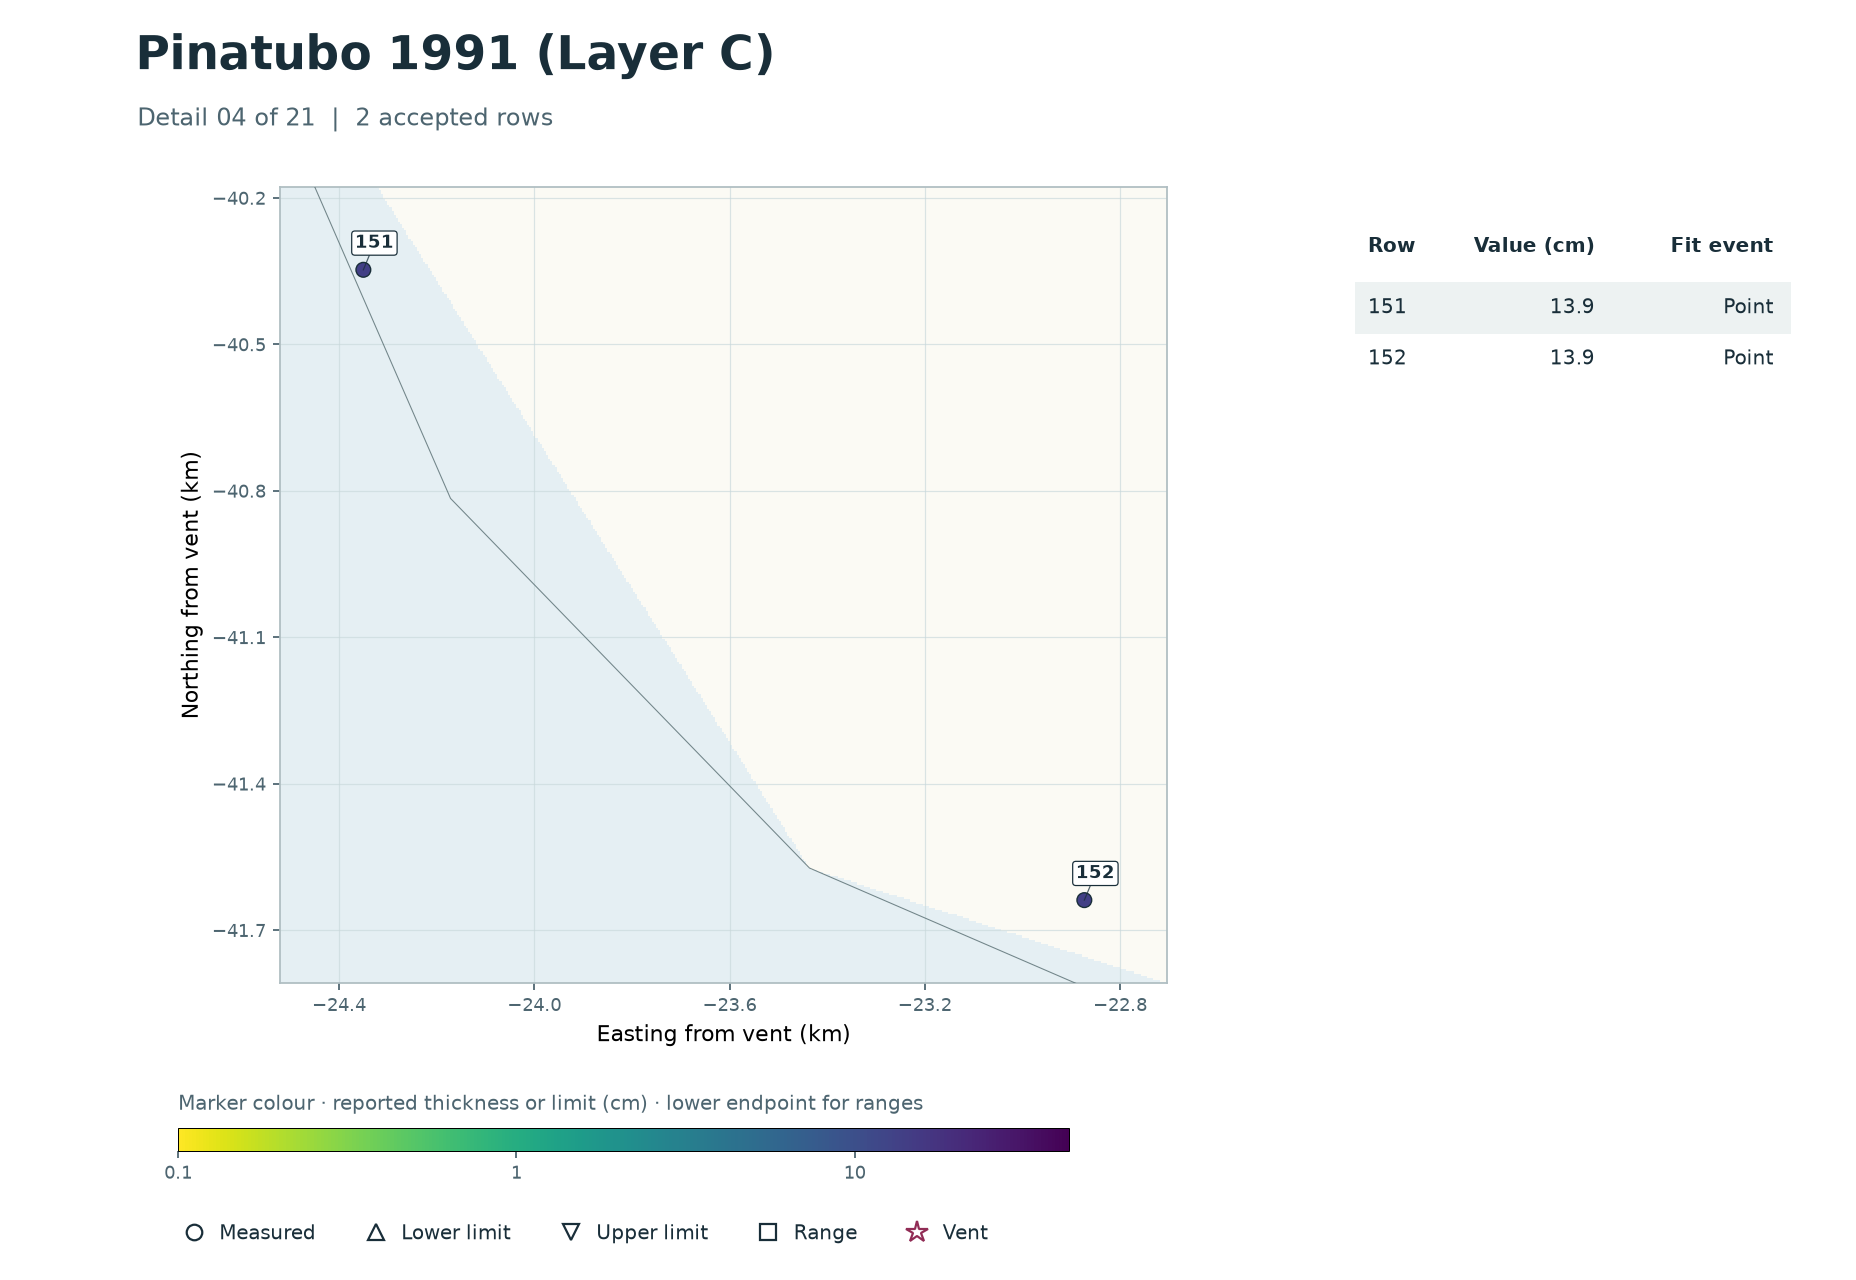 Pinatubo 1991 (Layer C)
Detail 04 of 21 | 2 accepted rows
−40.2
−40.5
−40.8
−41.1
−41.4
−41.7
Northing from vent (km)
151
152
−24.4 −24.0 −23.6 −23.2 −22.8
Easting from vent (km)
Row Value (cm) Fit event
151 13.9 Point
152 13.9 Point
Marker colour · reported thickness or limit (cm) · lower endpoint for ranges
0.1 1 10
Measured Lower limit Upper limit Range Vent